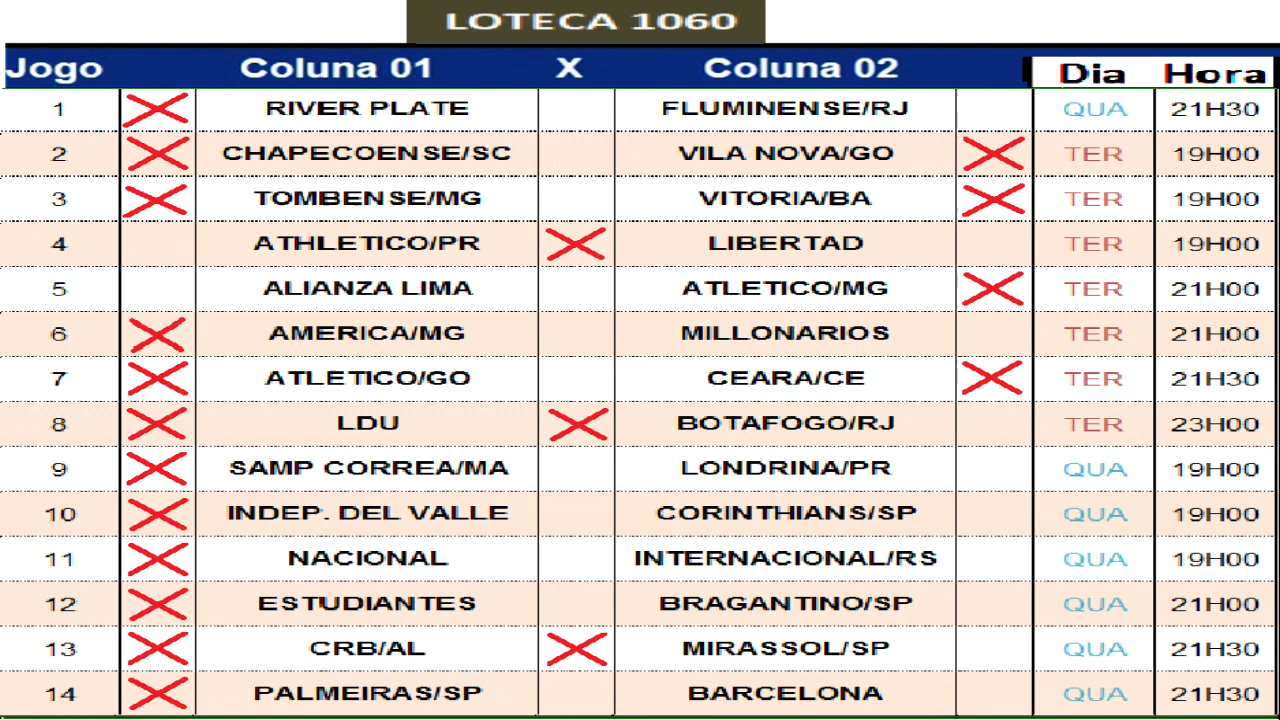 LOTECA 1060
Jogo Coluna 01 X Coluna 02 Dia Hora
1 RIVER PLATE FLUMINENSE/RJ QUA 21H30
2 CHAPECOENSE/SC VILA NOVA/GO TER 19H00
3 TOMBENSE/MG VITORIA/BA TER 19H00
4 ATHLETICO/PR LIBERTAD TER 19H00
5 ALIANZA LIMA ATLETICO/MG TER 21H00
6 AMERICA/MG MILLONARIOS TER 21H00
7 ATLETICO/GO CEARA/CE TER 21H30
8 LDU BOTAFOGO/RJ TER 23H00
9 SAMP CORREA/MA LONDRINA/PR QUA 19H00
10 INDEP. DEL VALLE CORINTHIANS/SP QUA 19H00
11 NACIONAL INTERNACIONAL/RS QUA 19H00
12 ESTUDIANTES BRAGANTINO/SP QUA 21H00
13 CRB/AL MIRASSOL/SP QUA 21H30
14 PALMEIRAS/SP BARCELONA QUA 21H30